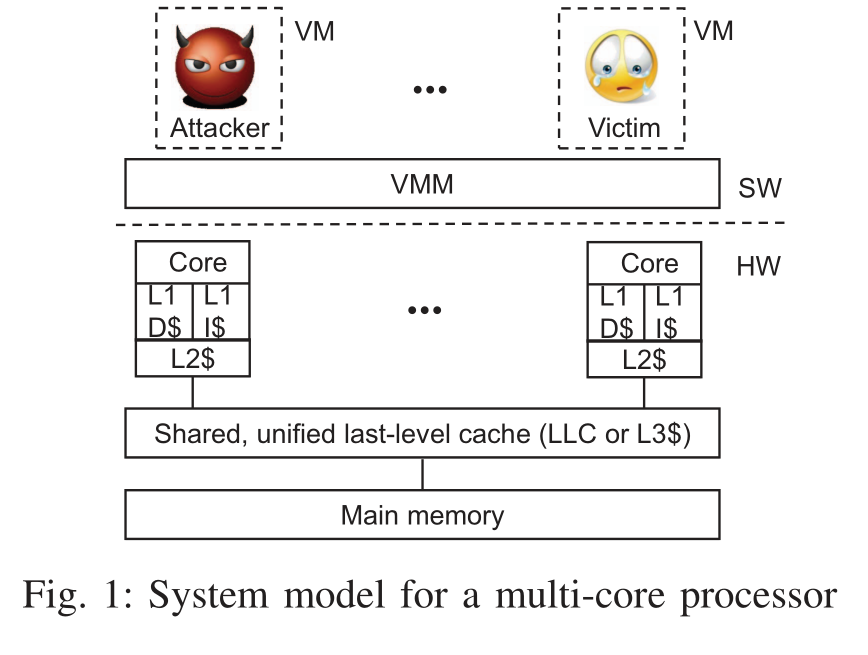 VM
VM
•••
Attacker
Victim
VMM
SW
HW
Core
Core
L1 L1
L1 L1
D$ I$
•••
D$ I$
L2$
L2$
Shared, unified last-level cache (LLC or L3$)
Main memory
Fig. 1: System model for a multi-core processor